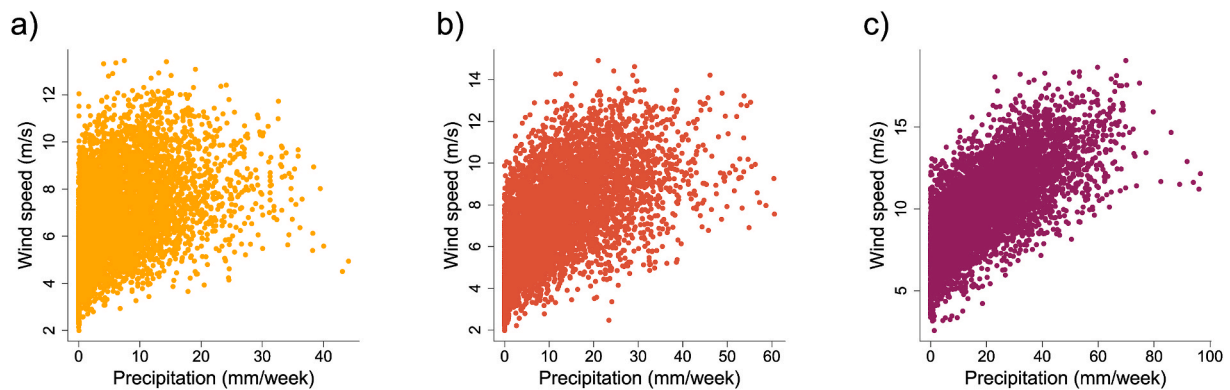 a)
Wind speed (m/s)
12
10
8
6
4
2
0 10 20 30 40
Precipitation (mm/week)
b)
Wind speed (m/s)
14
12
10
8
6
4
2
0 10 20 30 40 50 60
Precipitation (mm/week)
c)
Wind speed (m/s)
15
10
5
0 20 40 60 80 100
Precipitation (mm/week)